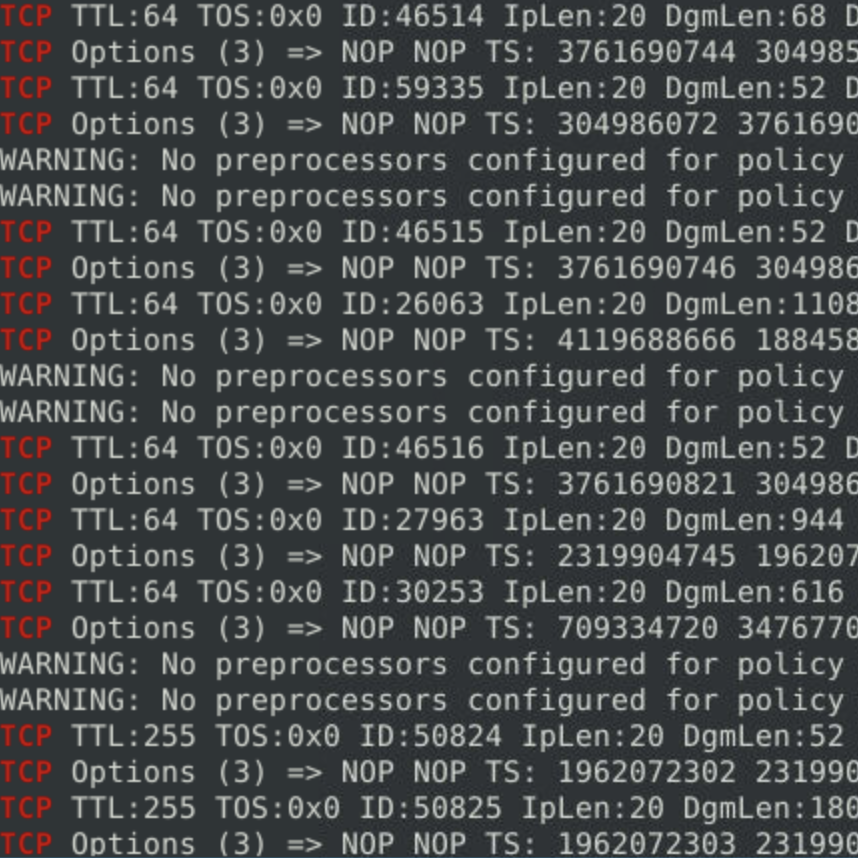 TCP TTL:64 TOS:0x0 ID:46514 IpLen:20 DgmLen:68 D
TCP Options (3) => NOP NOP TS: 3761690744 304985
TCP TTL:64 TOS:0x0 ID:59335 IpLen:20 DgmLen:52 D
TCP Options (3) => NOP NOP TS: 304986072 3761690
WARNING: No preprocessors configured for policy
WARNING: No preprocessors configured for policy
TCP TTL:64 TOS:0x0 ID:46515 IpLen:20 DgmLen:52 D
TCP Options (3) => NOP NOP TS: 3761690746 304986
TCP TTL:64 TOS:0x0 ID:26063 IpLen:20 DgmLen:1108
TCP Options (3) => NOP NOP TS: 4119688666 188458
WARNING: No preprocessors configured for policy
WARNING: No preprocessors configured for policy
TCP TTL:64 TOS:0x0 ID:46516 IpLen:20 DgmLen:52 D
TCP Options (3) => NOP NOP TS: 3761690821 304986
TCP TTL:64 TOS:0x0 ID:27963 IpLen:20 DgmLen:944
TCP Options (3) => NOP NOP TS: 2319904745 196207
TCP TTL:64 TOS:0x0 ID:30253 IpLen:20 DgmLen:616
TCP Options (3) => NOP NOP TS: 709334720 3476770
WARNING: No preprocessors configured for policy
WARNING: No preprocessors configured for policy
TCP TTL:255 TOS:0x0 ID:50824 IpLen:20 DgmLen:52
TCP Options (3) => NOP NOP TS: 1962072302 231990
TCP TTL:255 TOS:0x0 ID:50825 IpLen:20 DgmLen:180
TCP Options (3) => NOP NOP TS: 1962072303 231990